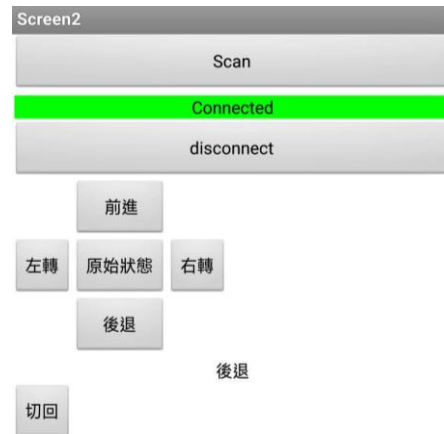 Screen2
Scan
Connected
disconnect
前進
左轉 原始狀態 右轉
後退
後退
切回